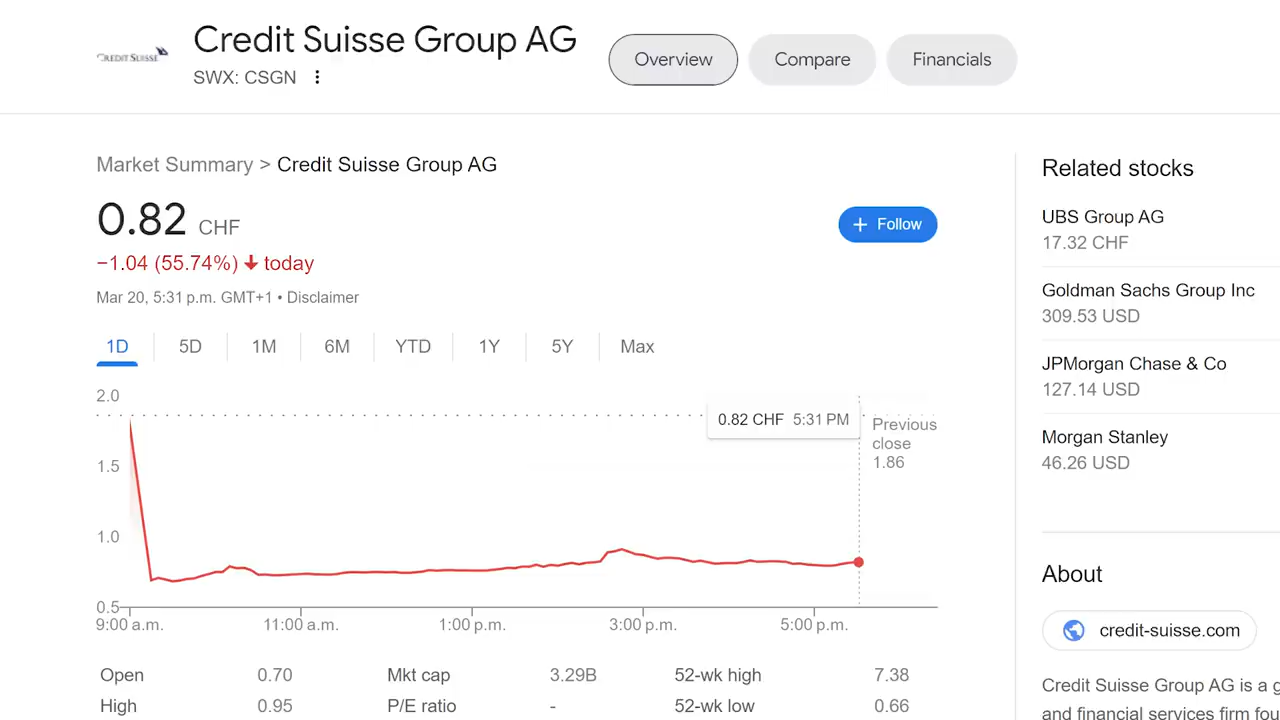 CREDIT SUISSE
Credit Suisse Group AG
SWX: CSGN
Overview
Compare
Financials
Market Summary > Credit Suisse Group AG
0.82 CHF
+ Follow
−1.04 (55.74%) today
Mar 20, 5:31 p.m. GMT+1 • Disclaimer
1D 5D 1M 6M YTD 1Y 5Y Max
2.0
1.5
1.0
0.5
0.82 CHF 5:31 PM
Previous
close
1.86
9:00 a.m. 11:00 a.m. 1:00 p.m. 3:00 p.m. 5:00 p.m.
Open 0.70 Mkt cap 3.29B 52-wk high 7.38
High 0.95 P/E ratio - 52-wk low 0.66
Related stocks
UBS Group AG
17.32 CHF
Goldman Sachs Group Inc
309.53 USD
JPMorgan Chase & Co
127.14 USD
Morgan Stanley
46.26 USD
About
credit-suisse.com
Credit Suisse Group AG is a g
and financial services firm fou